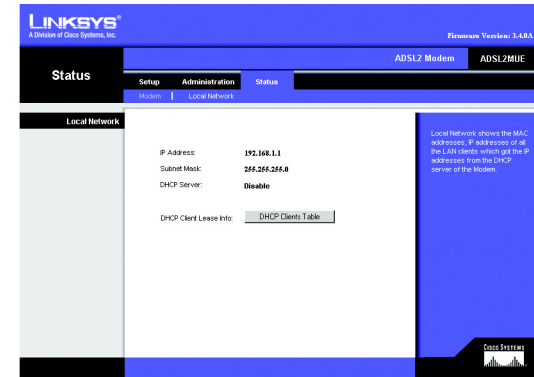 LINKSYS®
A Division of Cisco Systems, Inc.
Firmware Version: 3.4.0A
ADSL2 Modem
ADSL2MUE
Status
Setup
Administration
Status
Modem
Local Network
Local Network
IP Address:
192.168.1.1
Subnet Mask:
255.255.255.0
DHCP Server:
Disable
DHCP Client Lease Info:
DHCP Clients Table
Local Network shows the MAC
addresses, IP addresses of all
the LAN clients which got the IP
addresses from the DHCP
server of the Modem.
CISCO SYSTEMS